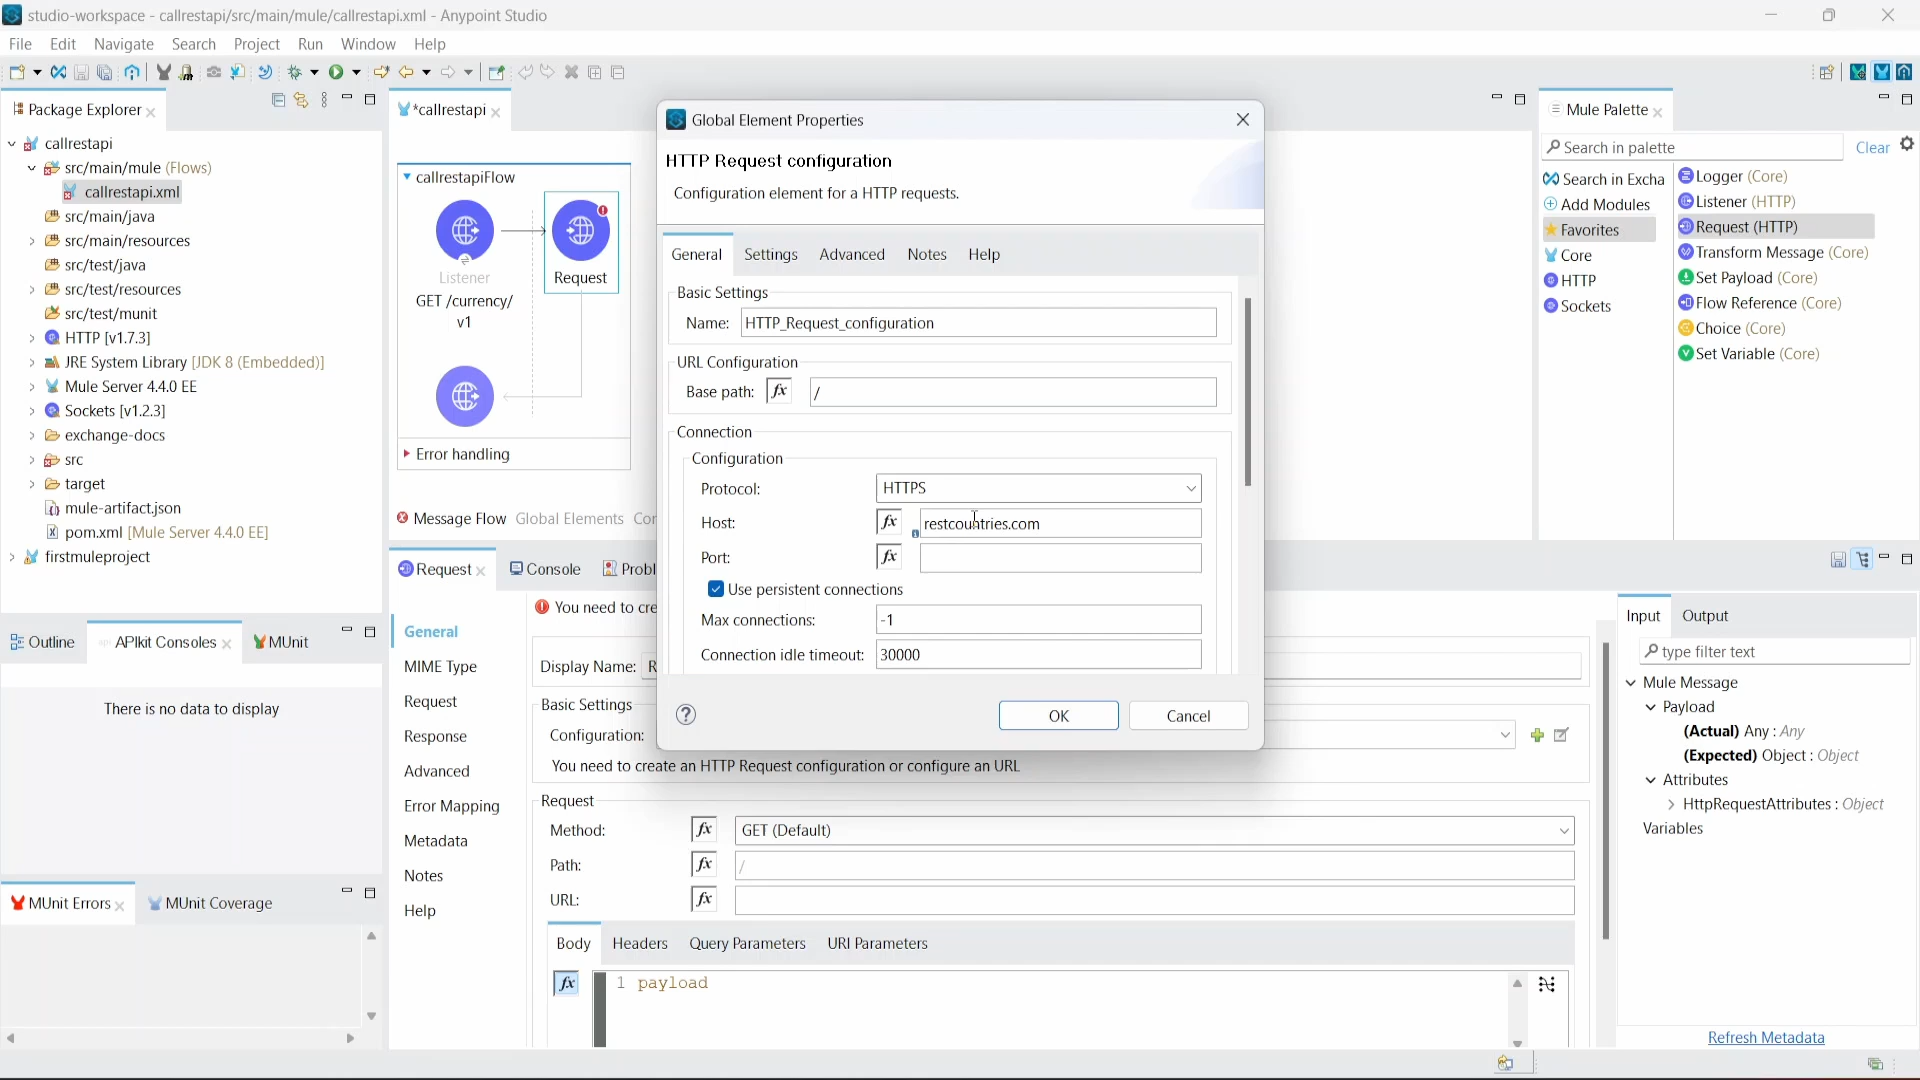 studio-workspace - callrestapi/src/main/mule/callrestapi.xml - Anypoint Studio
File Edit Navigate Search Project Run Window Help
Package Explorer
callrestapi
src/main/mule (Flows)
callrestapi.xml
src/main/java
src/main/resources
src/test/java
src/test/resources
src/test/munit
HTTP [v1.7.3]
JRE System Library [JDK 8 (Embedded)]
Mule Server 4.4.0 EE
Sockets [v1.2.3]
exchange-docs
src
target
mule-artifact.json
pom.xml [Mule Server 4.4.0 EE]
firstmuleproject
Outline APIkit Consoles MUnit
There is no data to display
MUnit Errors MUnit Coverage
*callrestapi
callrestapiFlow
Listener
GET /currency/
v1
Request
Error handling
Message Flow Global Elements
Global Element Properties
HTTP Request configuration
Configuration element for a HTTP requests.
General Settings Advanced Notes Help
Basic Settings
Name: HTTP_Request_configuration
URL Configuration
Base path: fx /
Connection
Configuration
Protocol: HTTPS
Host: fx restcountries.com
Port: fx
Use persistent connections
Max connections: -1
Connection idle timeout: 30000
? OK Cancel
Request Console
General
MIME Type
Request
Response
Advanced
Error Mapping
Metadata
Notes
Help
You need to
Display Name: R
Basic Settings
Configuration:
You need to create an HTTP Request configuration or configure an URL
Request
Method: fx GET (Default)
Path: fx /
URL: fx
Body Headers Query Parameters URI Parameters
fx 1 payload
Mule Palette
Search in palette Clear
Search in Excha
Add Modules
Favorites
Core
HTTP
Sockets
Logger (Core)
Listener (HTTP)
Request (HTTP)
Transform Message (Core)
Set Payload (Core)
Flow Reference (Core)
Choice (Core)
Set Variable (Core)
Input Output
type filter text
Mule Message
Payload
(Actual) Any : Any
(Expected) Object : Object
Attributes
HttpRequestAttributes : Object
Variables
Refresh Metadata